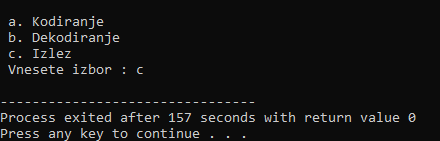 a. Kodiranje
b. Dekodiranje
c. Izlez
Vnesete izbor : c
--------------------------------
Process exited after 157 seconds with return value 0
Press any key to continue . . .